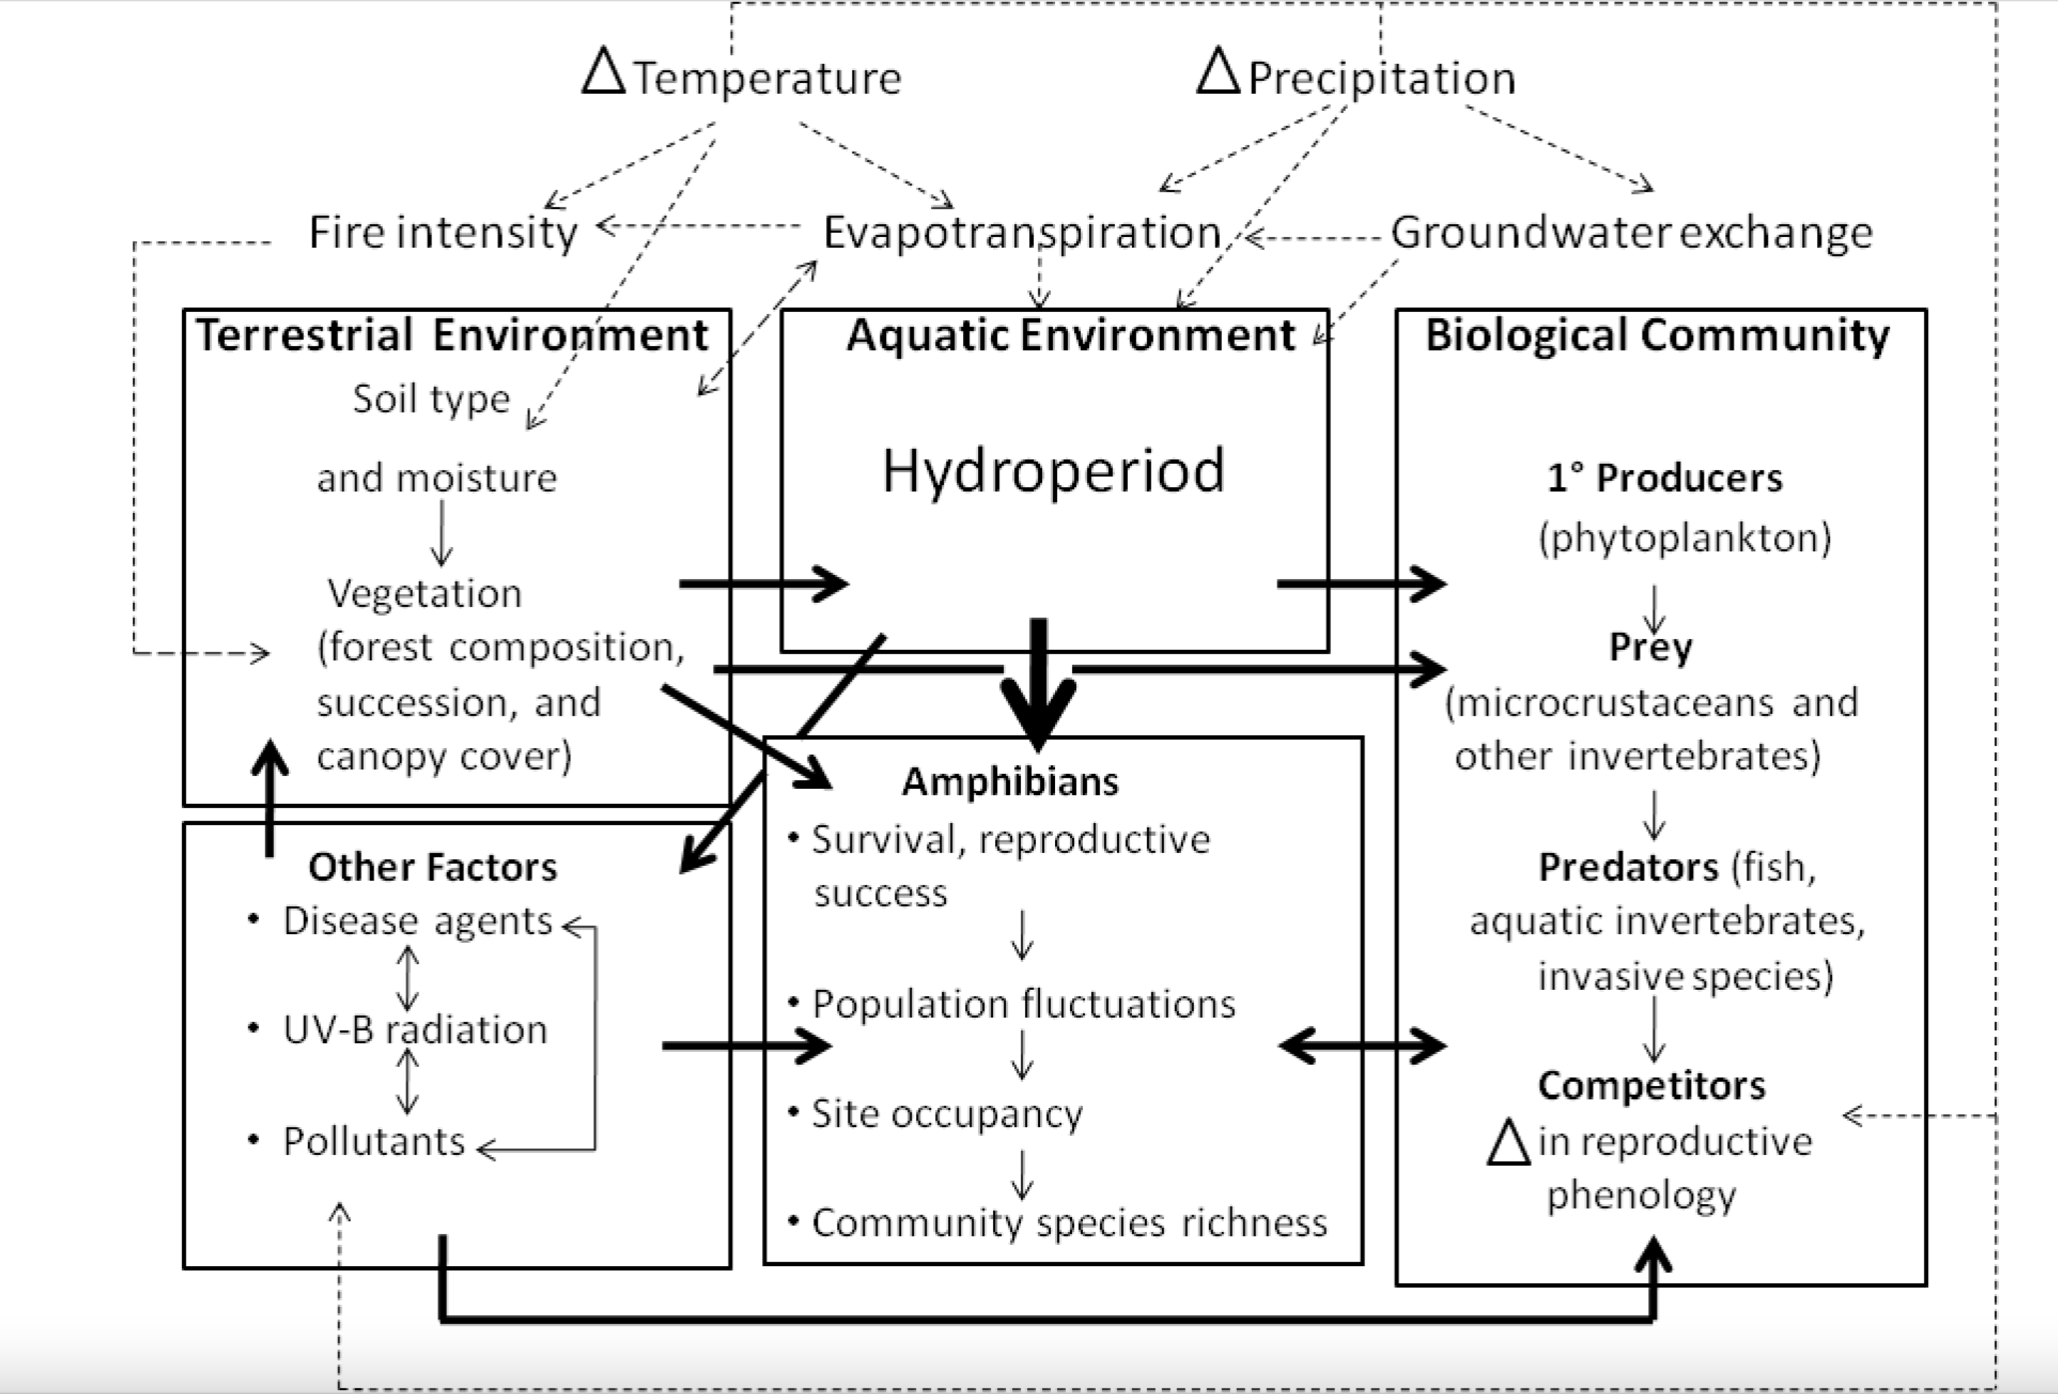 Δ Temperature
Δ Precipitation
Fire intensity
Evapotranspiration
Groundwater exchange
Terrestrial Environment
Soil type
and moisture
Vegetation
(forest composition,
succession, and
canopy cover)
Aquatic Environment
Hydroperiod
Biological Community
1° Producers
(phytoplankton)
Prey
(microcrustaceans and
other invertebrates)
Predators (fish,
aquatic invertebrates,
invasive species)
Competitors
Δ in reproductive
phenology
Other Factors
• Disease agents
• UV-B radiation
• Pollutants
Amphibians
• Survival, reproductive
success
• Population fluctuations
• Site occupancy
• Community species richness